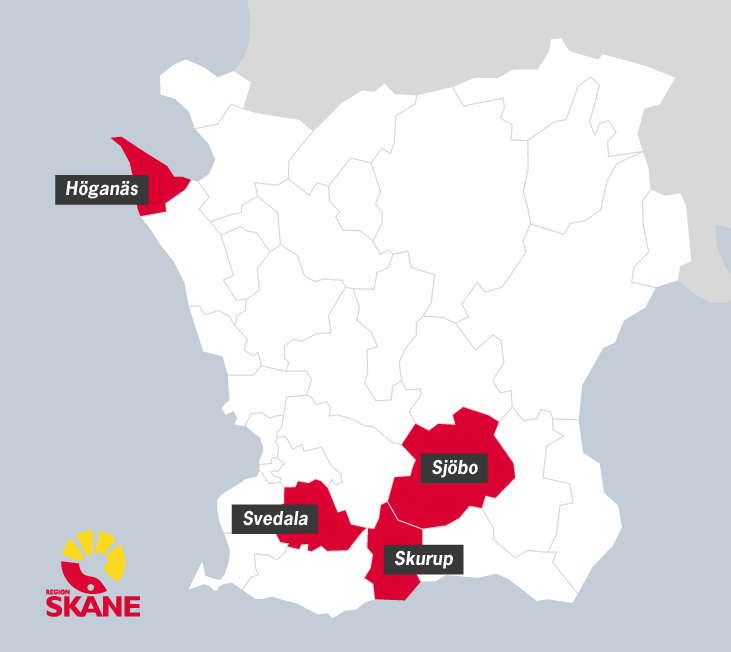 Höganäs
Sjöbo
Svedala
Skurup
REGION
SKÅNE